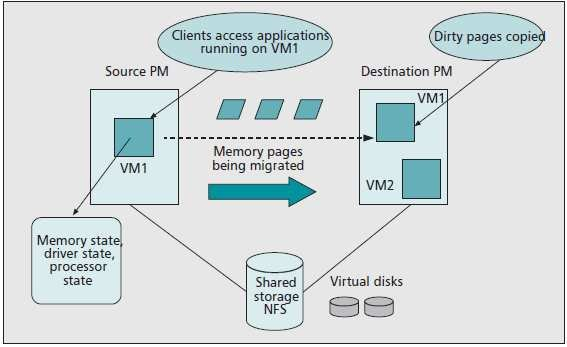 Clients access applications
running on VM1
Dirty pages copied
Source PM
Destination PM
VM1
VM1
Memory pages
being migrated
VM2
Memory state,
driver state,
processor
state
Shared
storage
NFS
Virtual disks